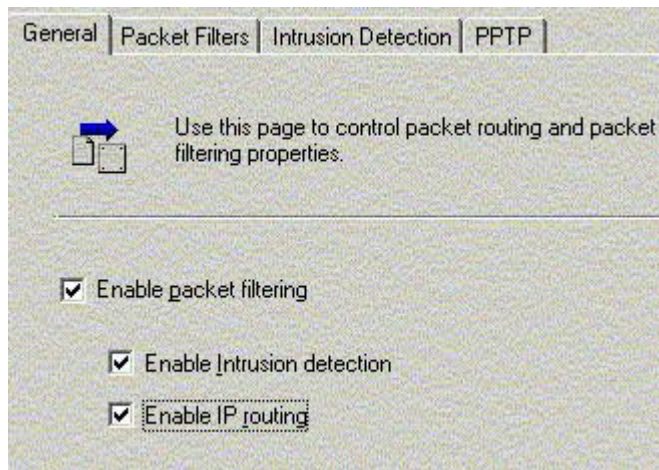 General Packet Filters Intrusion Detection PPTP
Use this page to control packet routing and packet
filtering properties.
Enable packet filtering
Enable Intrusion detection
Enable IP routing